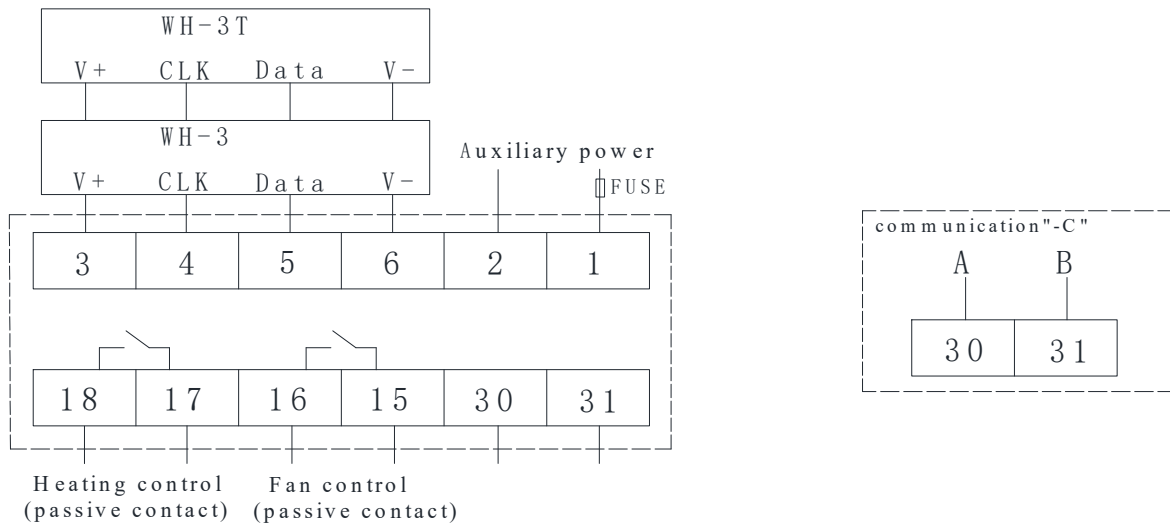 WH-3T
V+ CLK Data V-
WH-3
V+ CLK Data V-
Auxiliary power
FUSE
3 4 5 6 2 1
18 17 16 15 30 31
Heating control
(passive contact)
Fan control
(passive contact)
communication"-C"
A B
30 31